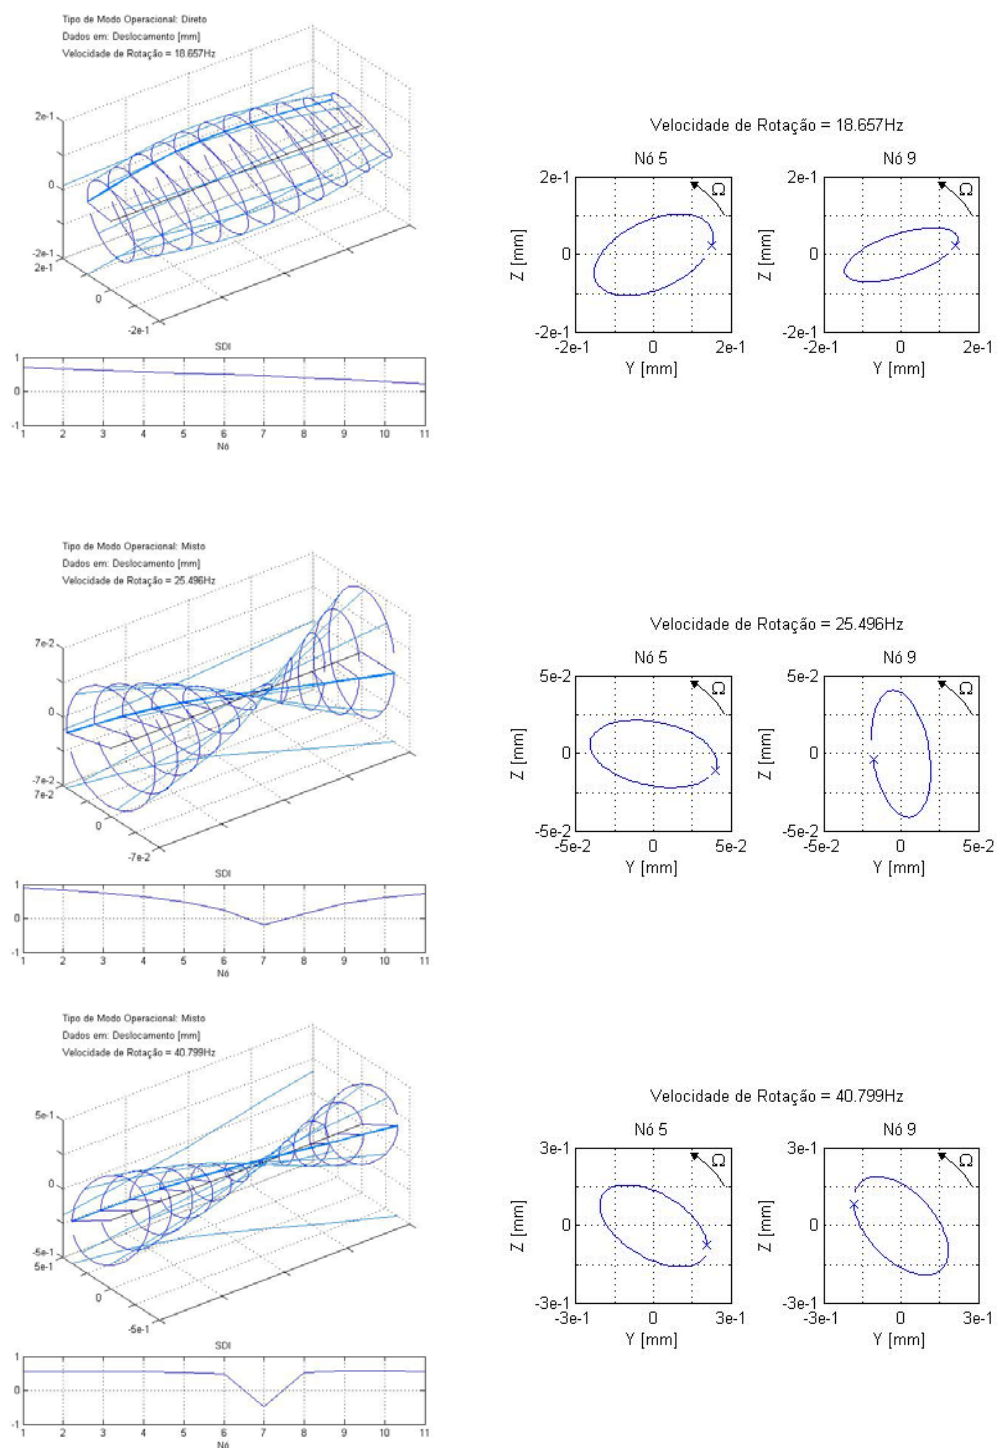 Tipo de Modo Operacional: Direto
Dados em: Deslocamento [mm]
Velocidade de Rotação = 18.657Hz
2e-1
0
-2e-1
2e-1
0
-2e-1
SDI
1
0
-1
1 2 3 4 5 6 7 8 9 10 11
Nó
Velocidade de Rotação = 18.657Hz
Nó 5
2e-1
Ω
Z [mm]
0
-2e-1
-2e-1 0 2e-1
Y [mm]
Nó 9
2e-1
Ω
Z [mm]
0
-2e-1
-2e-1 0 2e-1
Y [mm]
Tipo de Modo Operacional: Misto
Dados em: Deslocamento [mm]
Velocidade de Rotação = 25.496Hz
7e-2
0
-7e-2
7e-2
0
-7e-2
SDI
1
0
-1
1 2 3 4 5 6 7 8 9 10 11
Nó
Velocidade de Rotação = 25.496Hz
Nó 5
5e-2
Ω
Z [mm]
0
-5e-2
-5e-2 0 5e-2
Y [mm]
Nó 9
5e-2
Ω
Z [mm]
0
-5e-2
-5e-2 0 5e-2
Y [mm]
Tipo de Modo Operacional: Misto
Dados em: Deslocamento [mm]
Velocidade de Rotação = 40.799Hz
5e-1
0
-5e-1
5e-1
0
-5e-1
SDI
1
0
-1
1 2 3 4 5 6 7 8 9 10 11
Nó
Velocidade de Rotação = 40.799Hz
Nó 5
3e-1
Ω
Z [mm]
0
-3e-1
-3e-1 0 3e-1
Y [mm]
Nó 9
3e-1
Ω
Z [mm]
0
-3e-1
-3e-1 0 3e-1
Y [mm]